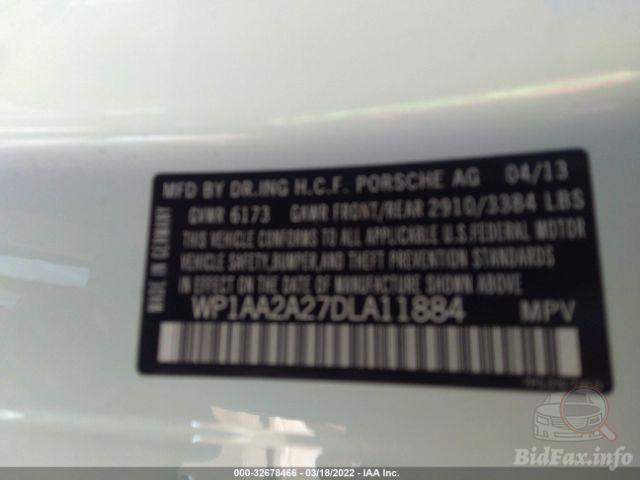 MFD BY DR.ING H.C.F. PORSCHE AG 04/13
GVWR 6173 GAWR FRONT/REAR 2910/3384 LBS
THIS VEHICLE CONFORMS TO ALL APPLICABLE U.S.FEDERAL MOTOR
VEHICLE SAFETY,BUMPER,AND THEFT PREVENTION STANDARDS IN
EFFECT ON THE DATE OF MANUFACTURE SHOWN ABOVE
WP1AA2A27DLA11884 MPV
MADE IN GERMANY
BidFax.info
000-32678466 - 03/18/2022 - IAA Inc.